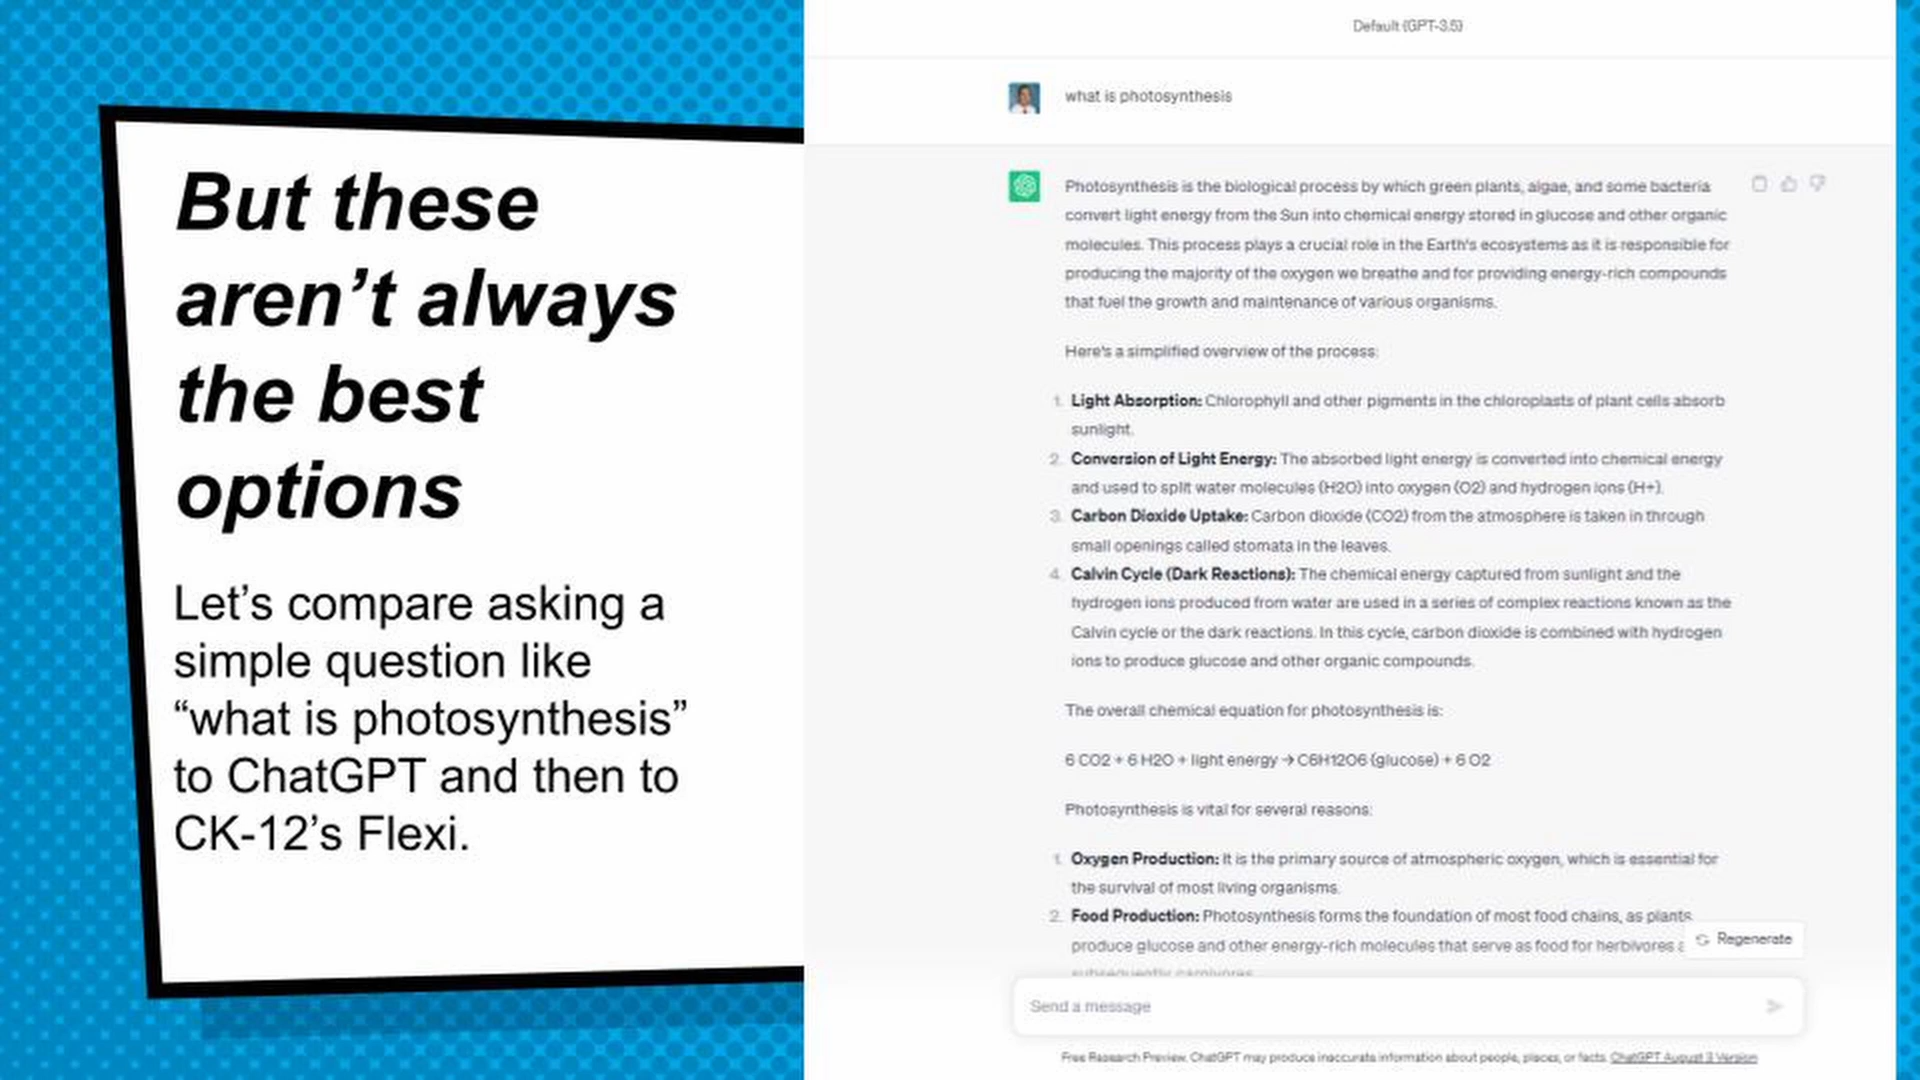 But these
aren’t always
the best
options
Let’s compare asking a
simple question like
“what is photosynthesis”
to ChatGPT and then to
CK-12’s Flexi.
Default (GPT-3.5)
what is photosynthesis
Photosynthesis is the biological process by which green plants, algae, and some bacteria
convert light energy from the Sun into chemical energy stored in glucose and other organic
molecules. This process plays a crucial role in the Earth's ecosystems as it is responsible for
producing the majority of the oxygen we breathe and for providing energy-rich compounds
that fuel the growth and maintenance of various organisms.
Here's a simplified overview of the process:
1. Light Absorption: Chlorophyll and other pigments in the chloroplasts of plant cells absorb
sunlight.
2. Conversion of Light Energy: The absorbed light energy is converted into chemical energy
and used to split water molecules (H2O) into oxygen (O2) and hydrogen ions (H+).
3. Carbon Dioxide Uptake: Carbon dioxide (CO2) from the atmosphere is taken in through
small openings called stomata in the leaves.
4. Calvin Cycle (Dark Reactions): The chemical energy captured from sunlight and the
hydrogen ions produced from water are used in a series of complex reactions known as the
Calvin cycle or the dark reactions. In this cycle, carbon dioxide is combined with hydrogen
ions to produce glucose and other organic compounds.
The overall chemical equation for photosynthesis is:
6 CO2 + 6 H2O + light energy → C6H12O6 (glucose) + 6 O2
Photosynthesis is vital for several reasons:
1. Oxygen Production: It is the primary source of atmospheric oxygen, which is essential for
the survival of most living organisms.
2. Food Production: Photosynthesis forms the foundation of most food chains, as plants
produce glucose and other energy-rich molecules that serve as food for herbivores
subsequently, carnivores.
Regenerate
Send a message
Free Research Preview. ChatGPT may produce inaccurate information about people, places, or facts. ChatGPT August 3 Version